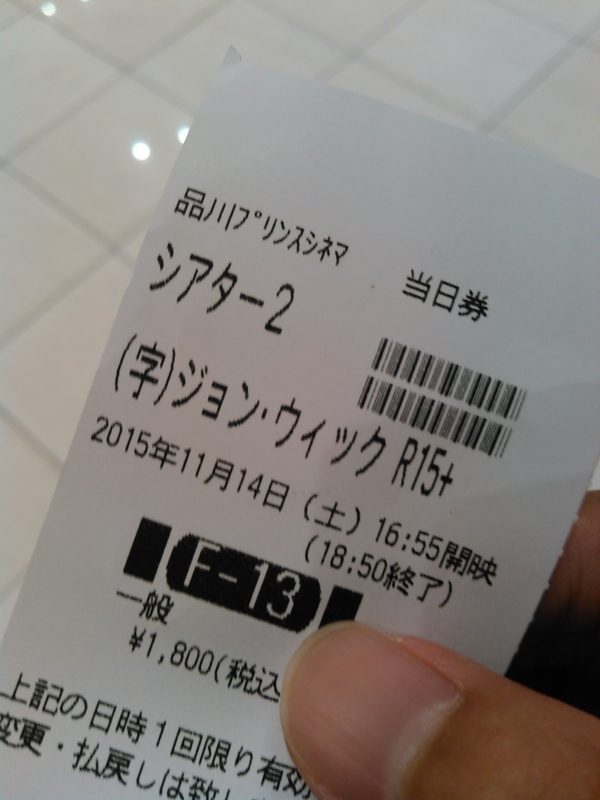 品川プリンスシネマ
当日券
シアター2
(字)ジョン・ウィック R15+
2015年11月14日(土) 16:55開映
(18:50終了)
F-13
一般
¥1,800(税込
上記の日時1回限り有効
変更・払戻しは致し